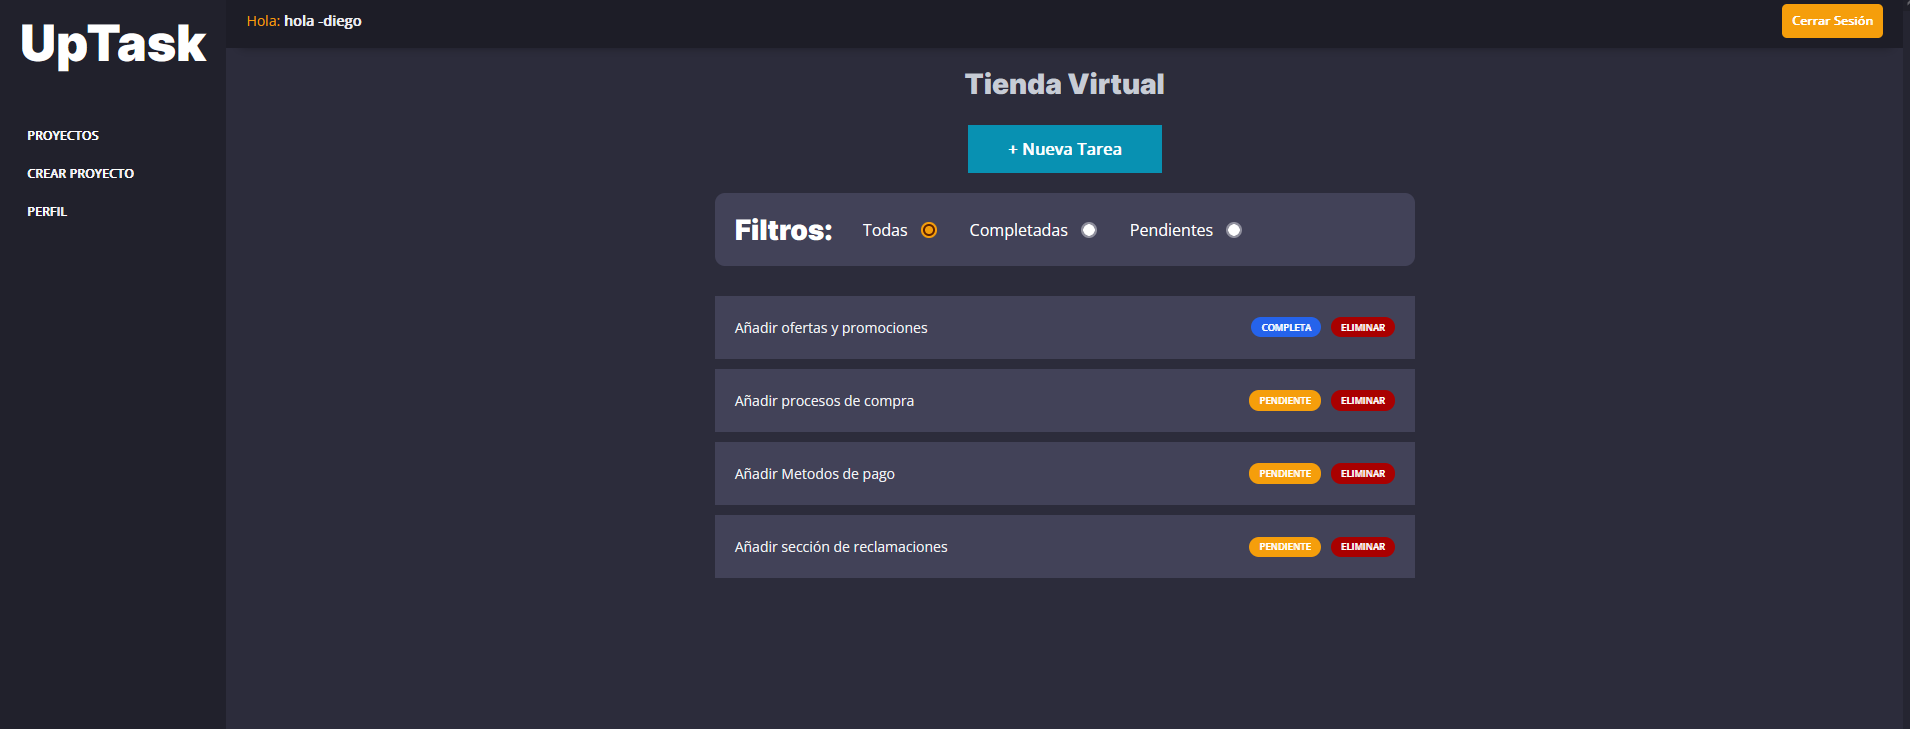 UpTask
Hola: hola -diego
Cerrar Sesión
PROYECTOS
CREAR PROYECTO
PERFIL
Tienda Virtual
+ Nueva Tarea
Filtros: Todas Completadas Pendientes
Añadir ofertas y promociones COMPLETA ELIMINAR
Añadir procesos de compra PENDIENTE ELIMINAR
Añadir Metodos de pago PENDIENTE ELIMINAR
Añadir sección de reclamaciones PENDIENTE ELIMINAR